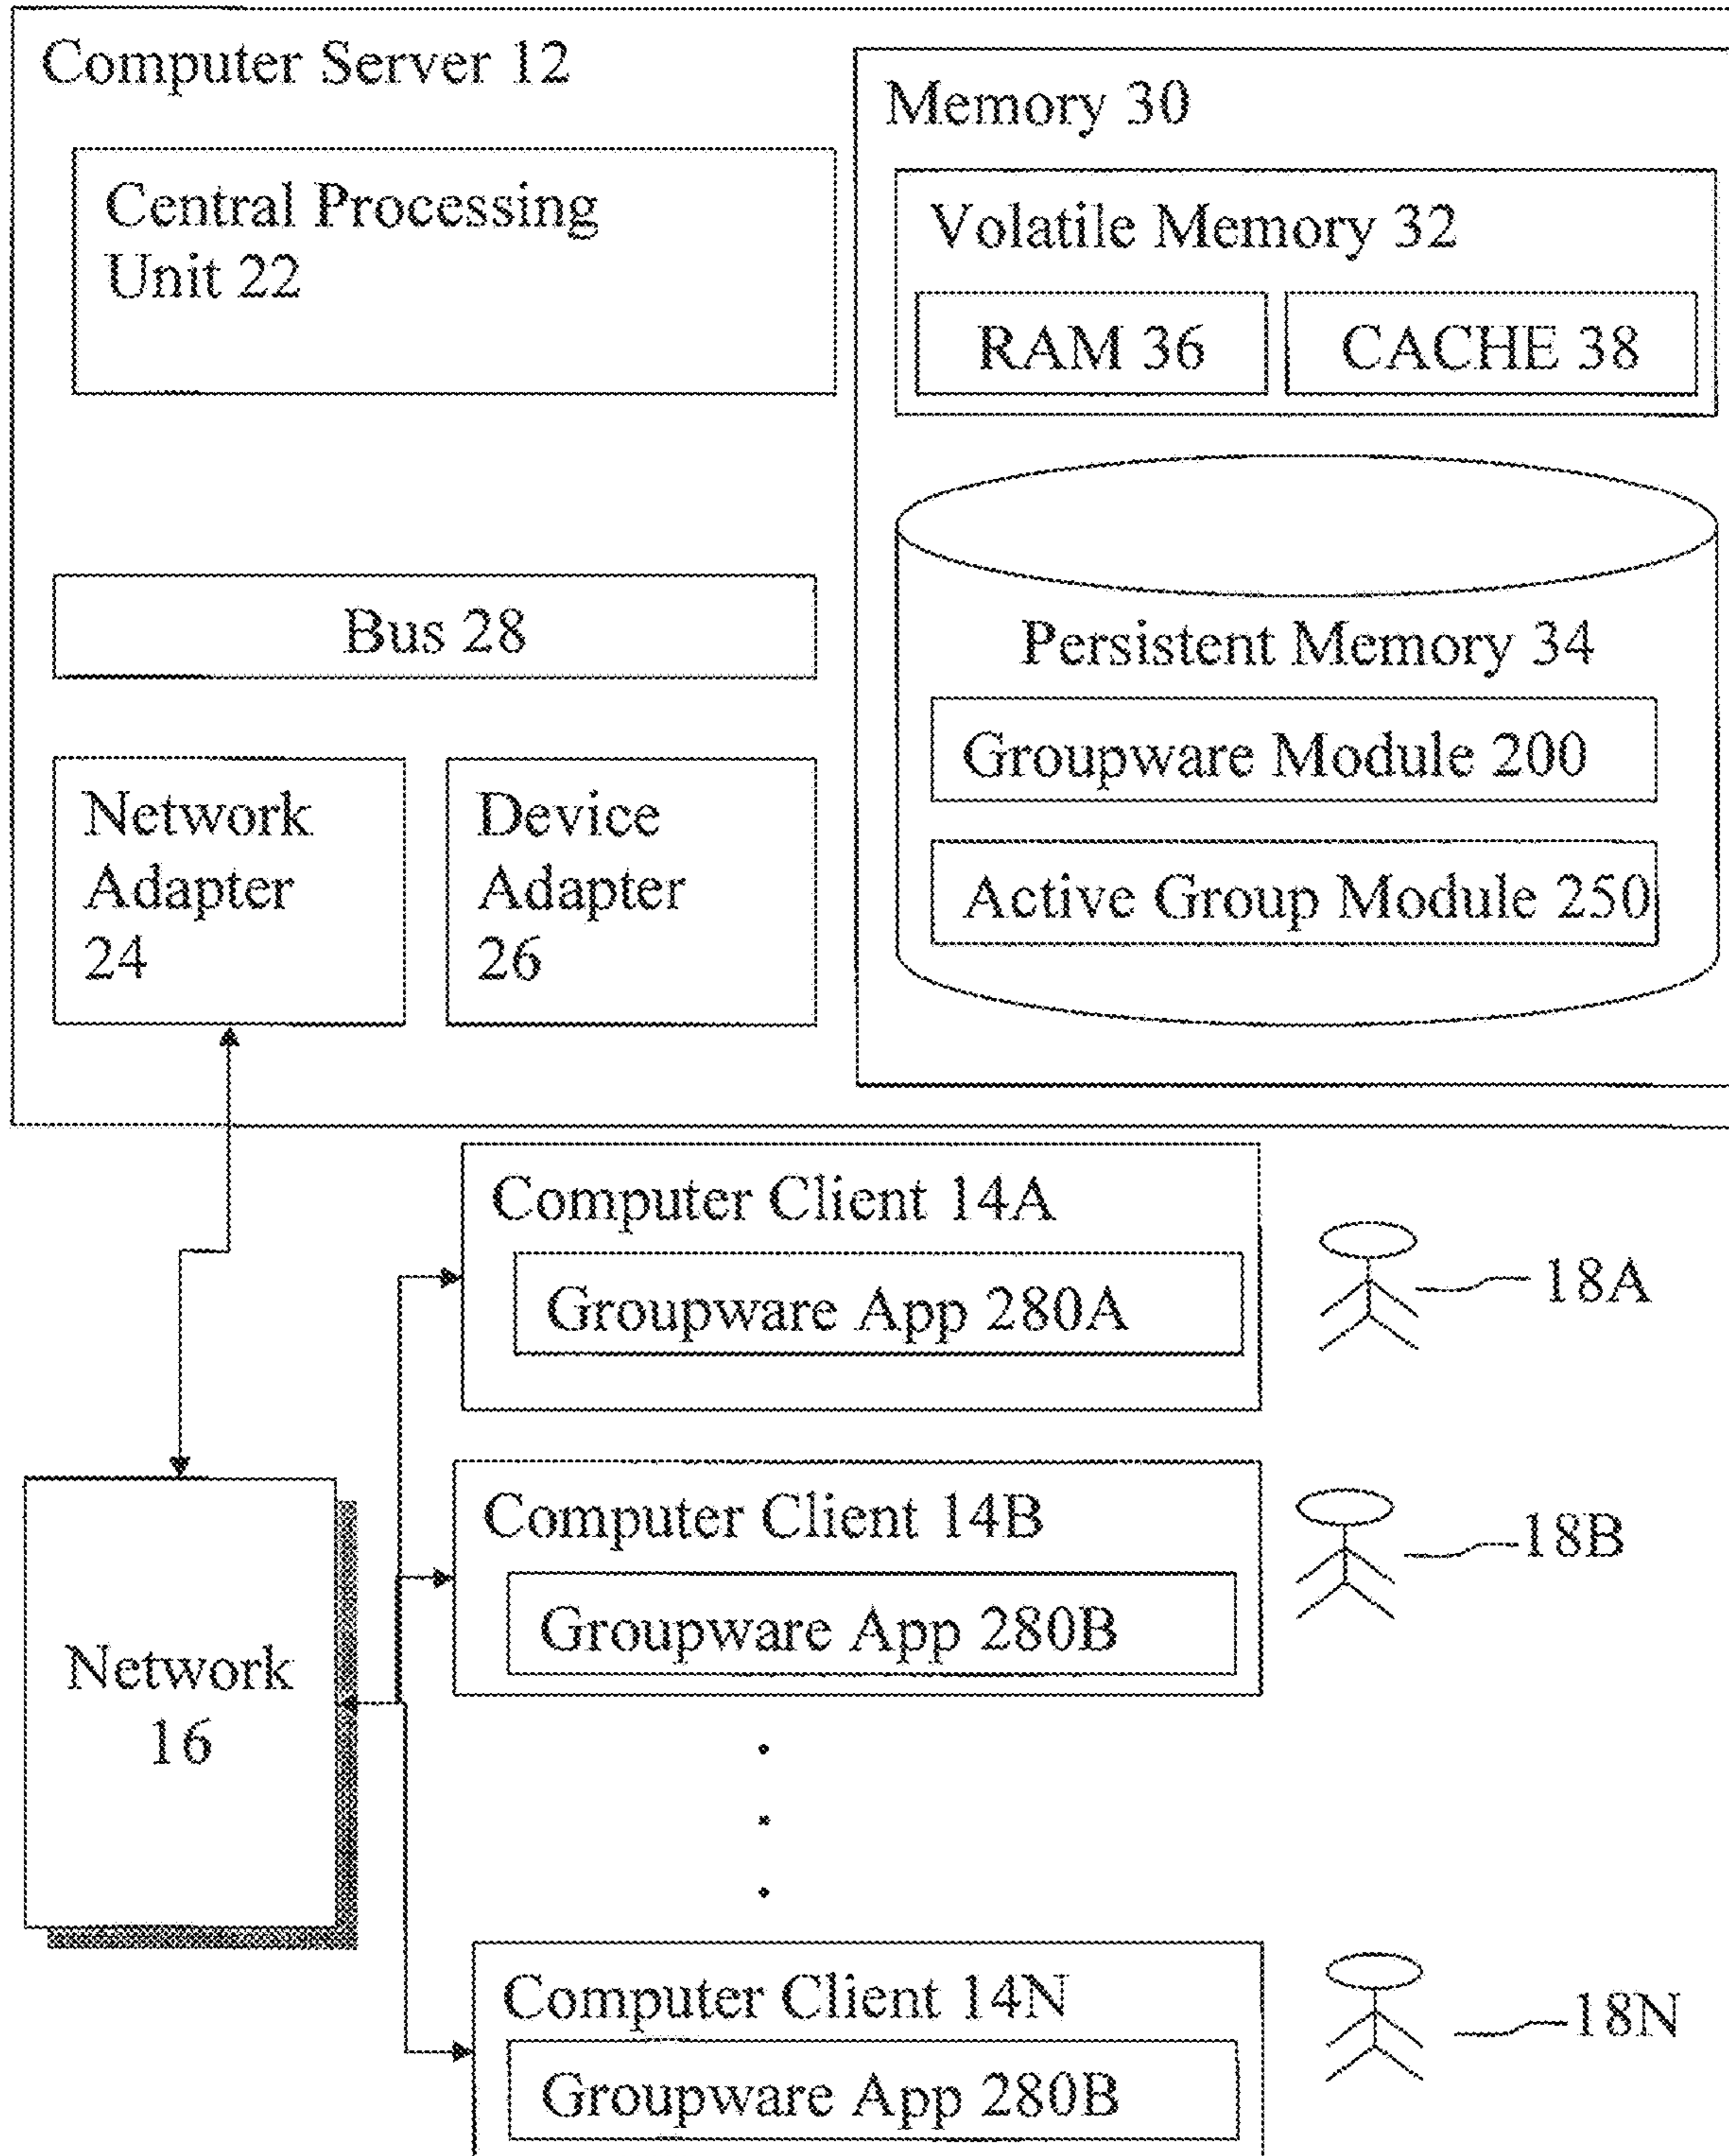 Computer Server 12
Central Processing
Unit 22
Bus 28
Network
Adapter
24
Device
Adapter
26
Memory 30
Volatile Memory 32
RAM 36
CACHE 38
Persistent Memory 34
Groupware Module 200
Active Group Module 250
Computer Client 14A
Groupware App 280A
18A
Computer Client 14B
Groupware App 280B
18B
Network
16
Computer Client 14N
Groupware App 280B
18N